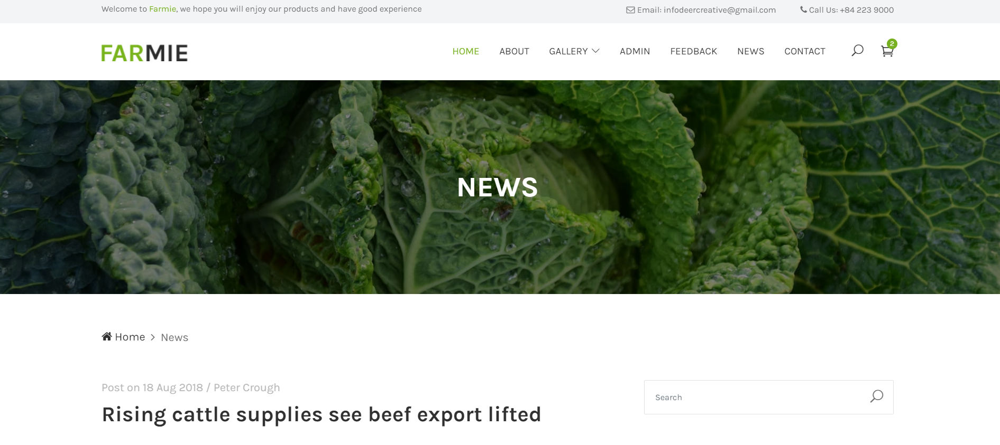 Welcome to Farmie, we hope you will enjoy our products and have good experience
Email: infodeercreative@gmail.com
Call Us: +84 223 9000
FARMIE
HOME
ABOUT
GALLERY
ADMIN
FEEDBACK
NEWS
CONTACT
2
NEWS
Home
News
Post on 18 Aug 2018 / Peter Crough
Rising cattle supplies see beef export lifted
Search